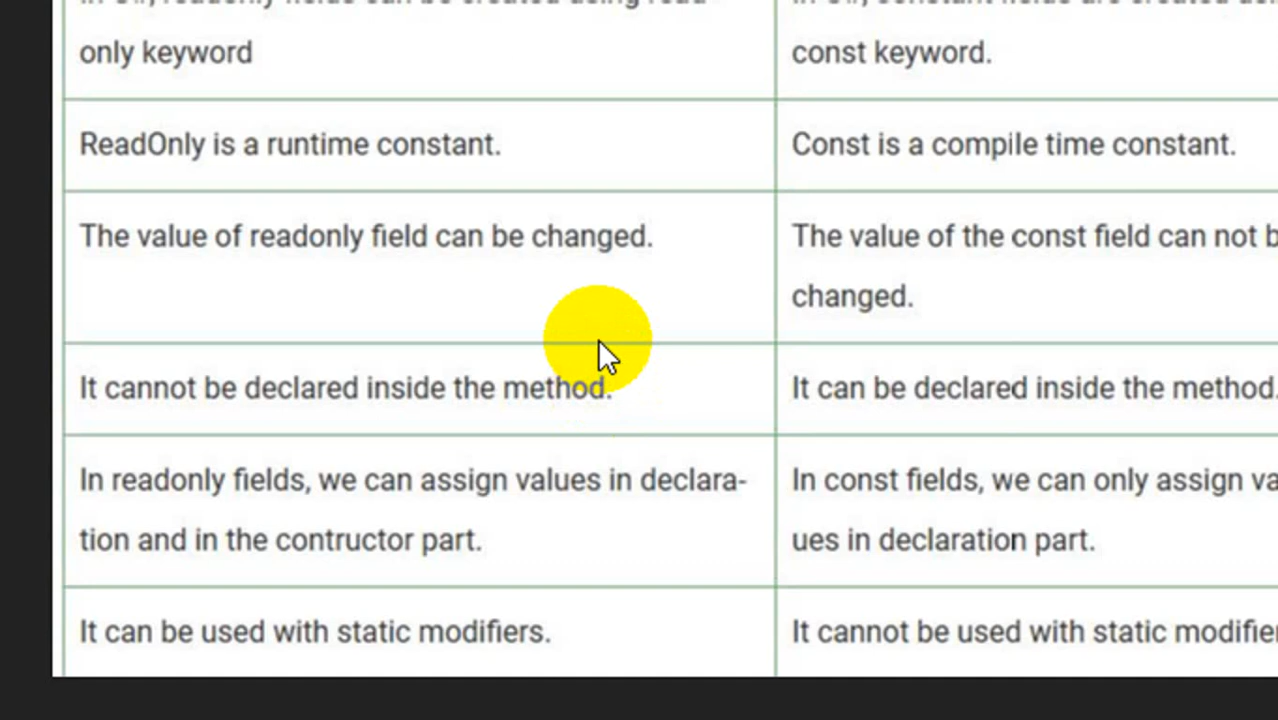 only keyword
const keyword.
ReadOnly is a runtime constant.
Const is a compile time constant.
The value of readonly field can be changed.
The value of the const field can not
changed.
It cannot be declared inside the method.
It can be declared inside the method.
In readonly fields, we can assign values in declara-
tion and in the contructor part.
In const fields, we can only assign
ues in declaration part.
It can be used with static modifiers.
It cannot be used with static